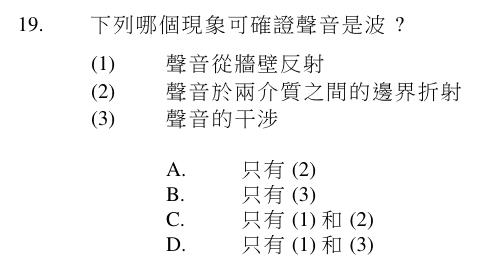 19. 下列哪個現象可確證聲音是波？
(1) 聲音從牆壁反射
(2) 聲音於兩介質之間的邊界折射
(3) 聲音的干涉
A. 只有 (2)
B. 只有 (3)
C. 只有 (1) 和 (2)
D. 只有 (1) 和 (3)